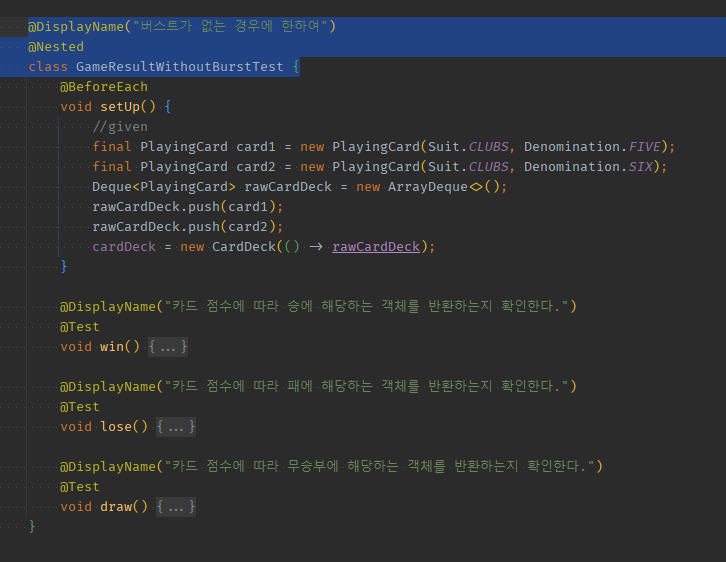 @DisplayName("버스트가 없는 경우에 한하여")
@Nested
class GameResultWithoutBurstTest {
@BeforeEach
void setUp() {
//given
final PlayingCard card1 = new PlayingCard(Suit.CLUBS, Denomination.FIVE);
final PlayingCard card2 = new PlayingCard(Suit.CLUBS, Denomination.SIX);
Deque<PlayingCard> rawCardDeck = new ArrayDeque<>();
rawCardDeck.push(card1);
rawCardDeck.push(card2);
cardDeck = new CardDeck(() -> rawCardDeck);
}
@DisplayName("카드 점수에 따라 승에 해당하는 객체를 반환하는지 확인한다.")
@Test
void win() {...}
@DisplayName("카드 점수에 따라 패에 해당하는 객체를 반환하는지 확인한다.")
@Test
void lose() {...}
@DisplayName("카드 점수에 따라 무승부에 해당하는 객체를 반환하는지 확인한다.")
@Test
void draw() {...}
}